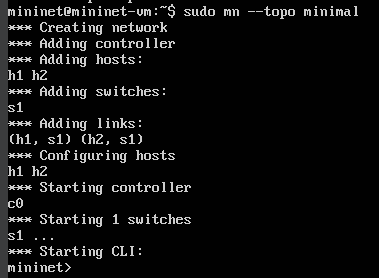 mininet@mininet-vm:~$ sudo mn --topo minimal
*** Creating network
*** Adding controller
*** Adding hosts:
h1 h2
*** Adding switches:
s1
*** Adding links:
(h1, s1) (h2, s1)
*** Configuring hosts
h1 h2
*** Starting controller
c0
*** Starting 1 switches
s1 ...
*** Starting CLI:
mininet>